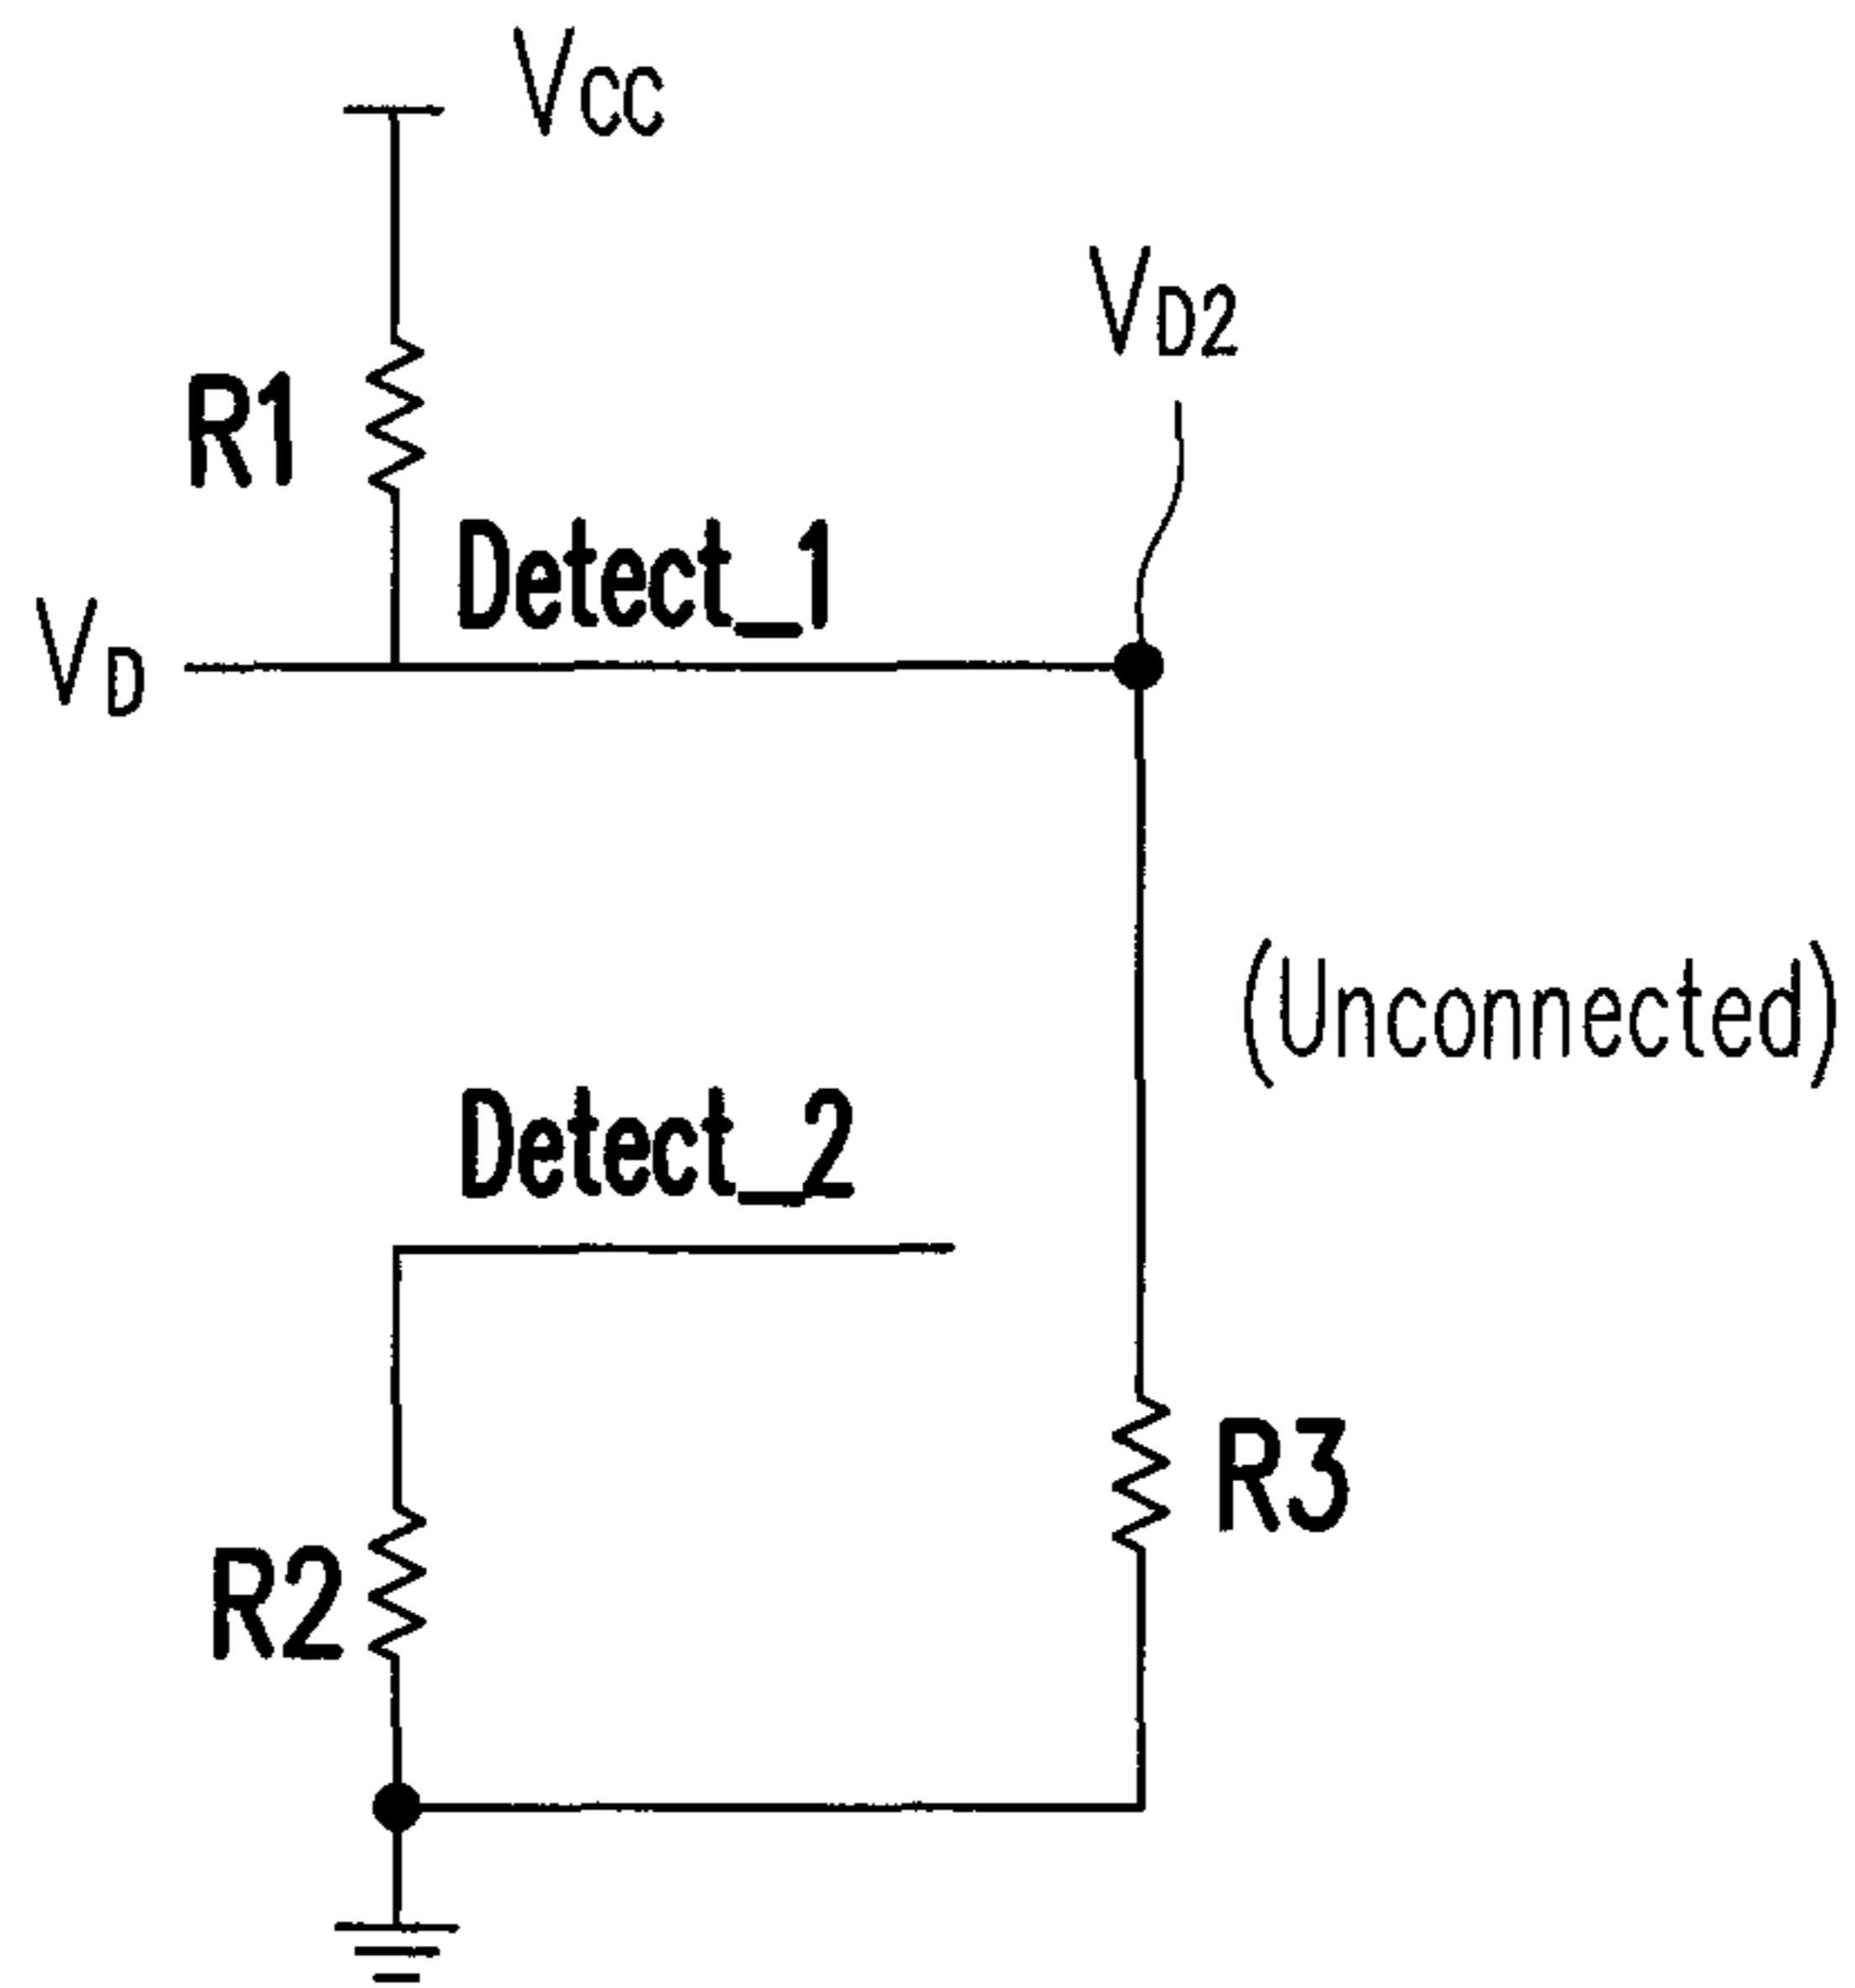 Vcc
VD2
R1
Detect_1
VD
(Unconnected)
Detect_2
R3
R2